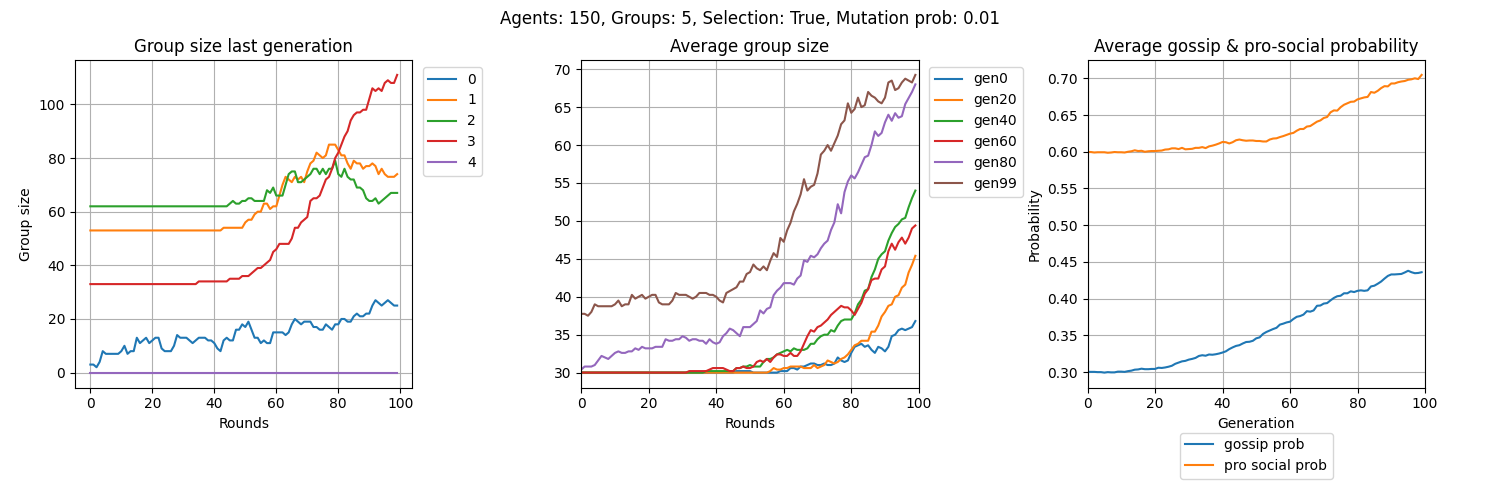 Agents: 150, Groups: 5, Selection: True, Mutation prob: 0.01
Group size last generation
Group size
100
80
60
40
20
0
0 20 40 60 80 100
Rounds
0
1
2
3
4
Average group size
70
65
60
55
50
45
40
35
30
0 20 40 60 80 100
Rounds
gen0
gen20
gen40
gen60
gen80
gen99
Average gossip & pro-social probability
Probability
0.70
0.65
0.60
0.55
0.50
0.45
0.40
0.35
0.30
0 20 40 60 80 100
Generation
gossip prob
pro social prob